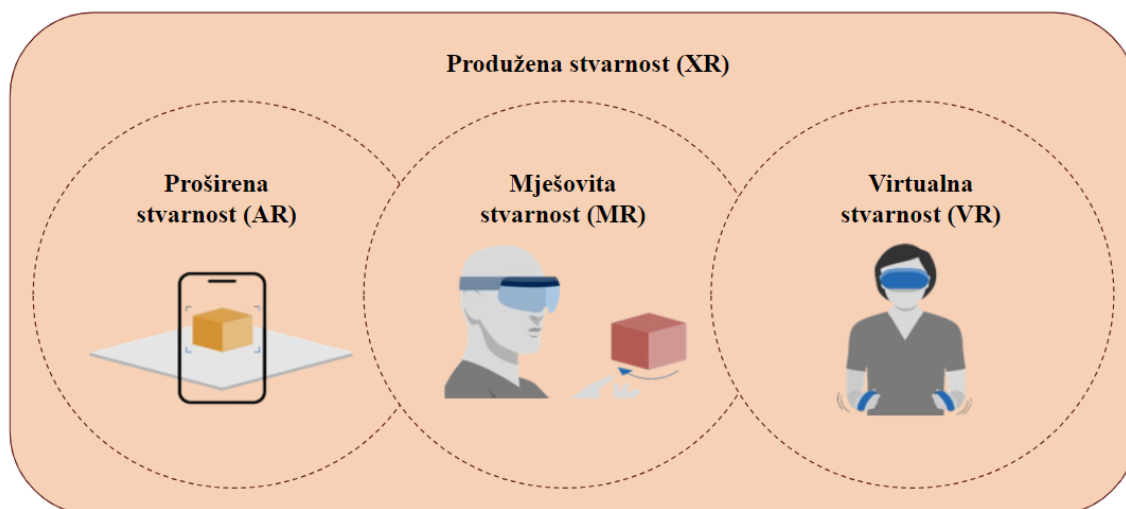 Produžena stvarnost (XR)
Proširena
stvarnost (AR)
Mješovita
stvarnost (MR)
Virtualna
stvarnost (VR)